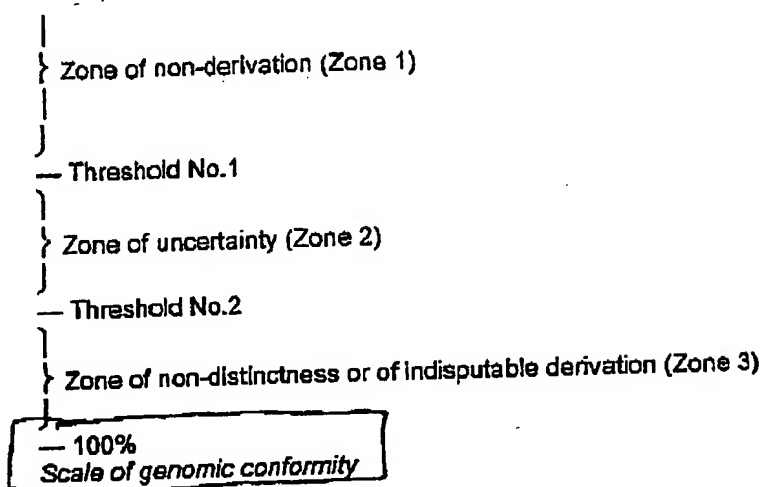 Zone of non-derivation (Zone 1)
— Threshold No.1
Zone of uncertainty (Zone 2)
— Threshold No.2
Zone of non-distinctness or of indisputable derivation (Zone 3)
— 100%
Scale of genomic conformity